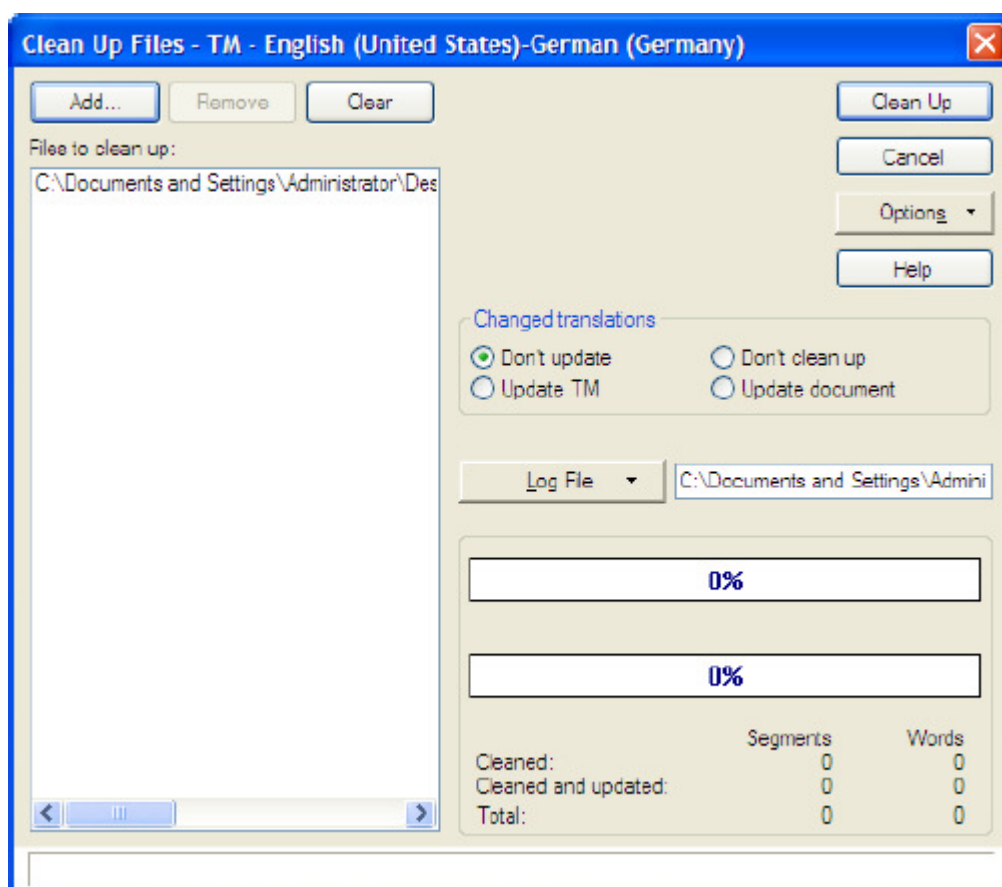 Clean Up Files - TM - English (United States)-German (Germany)
Add... Remove Clear Clean Up
Files to clean up: Cancel
C:\Documents and Settings\Administrator\Des
Options
Help
Changed translations
Don't update Don't clean up
Update TM Update document
Log File C:\Documents and Settings\Admini
0%
0%
Segments Words
Cleaned: 0 0
Cleaned and updated: 0 0
Total: 0 0